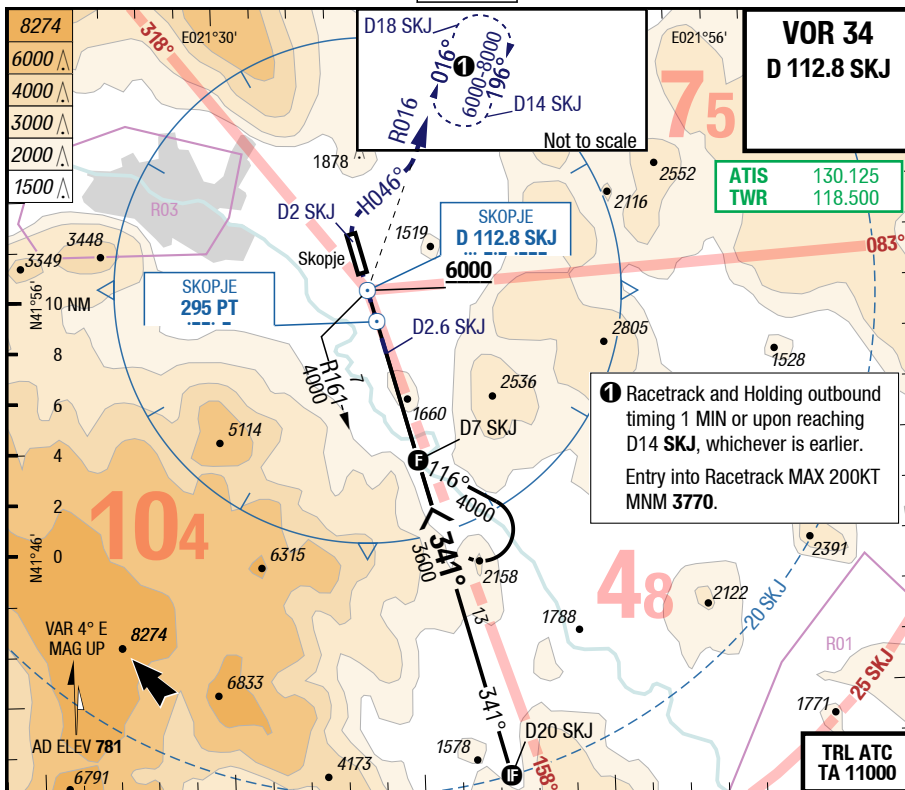 8274
6000
4000
3000
2000
1500
E021°30'
318°
D18 SKJ
016°
1
6000-8000
196°
D14 SKJ
R016
Not to scale
E021°56'
VOR 34
D 112.8 SKJ
75
ATIS 130.125
TWR 118.500
1878
2552
2116
H046°
D2 SKJ
R03
SKOPJE
D 112.8 SKJ
1519
083°
3448
3349
Skopje
6000
N41°56'
10 NM
SKOPJE
295 PT
D2.6 SKJ
2805
1528
8
R161
7
4000
2536
6
1660
1 Racetrack and Holding outbound
timing 1 MIN or upon reaching
D14 SKJ, whichever is earlier.
Entry into Racetrack MAX 200KT
MNM 3770.
5114
D7 SKJ
4
F
116°
4000
2
104
341°
3600
2391
N41°46'
0
6315
2158
48
2122
20 SKJ
13
1788
VAR 4° E
MAG UP
8274
R01
6833
341°
25 SKJ
1771
AD ELEV 781
D20 SKJ
1578
4173
IF
158°
6791
TRL ATC
TA 11000